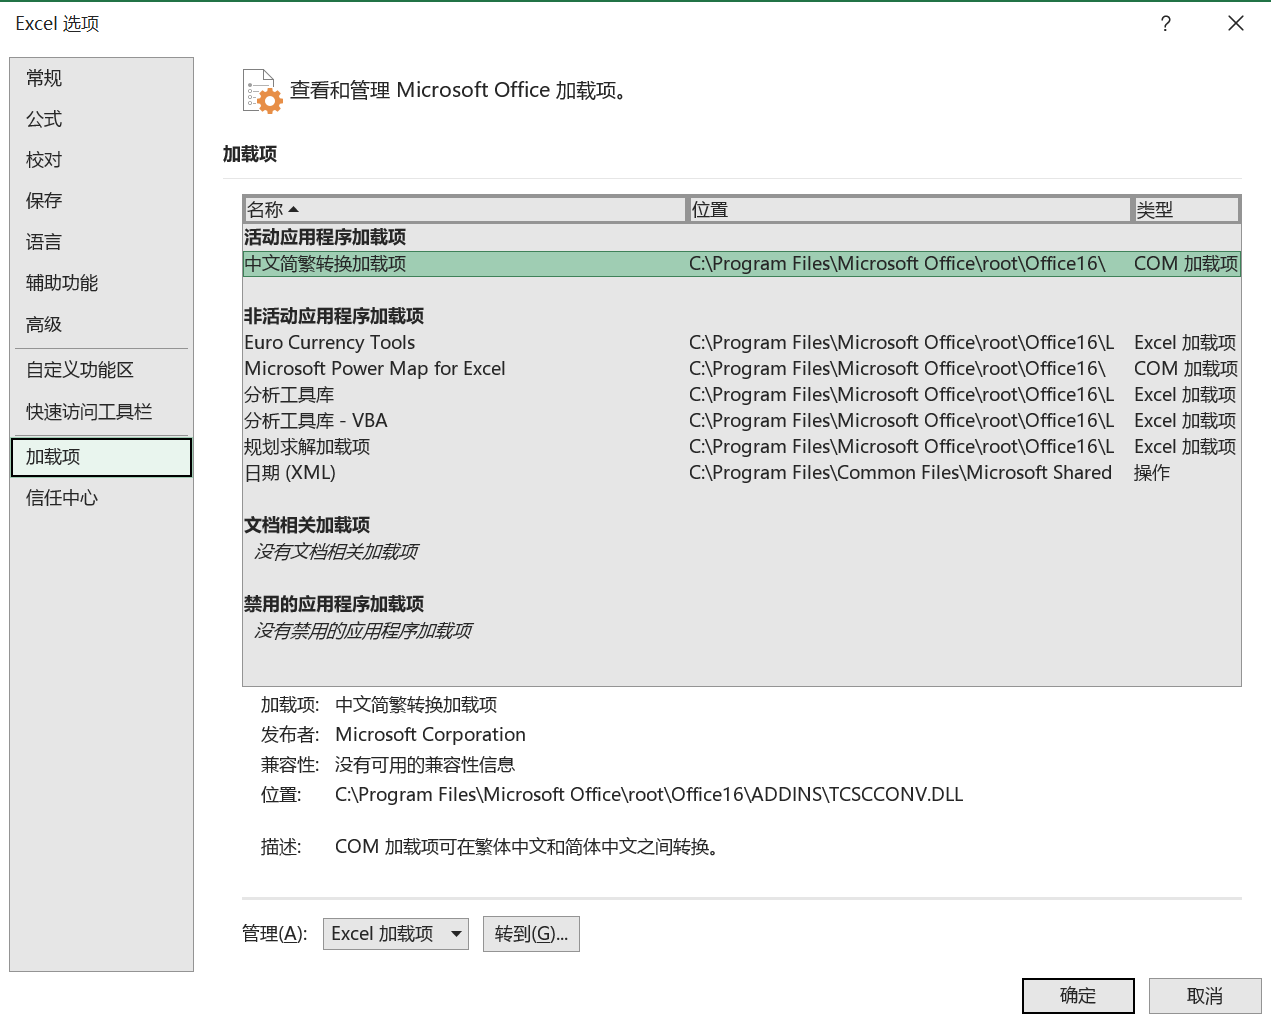 Excel 选项
?
常规
公式
校对
保存
语言
辅助功能
高级
自定义功能区
快速访问工具栏
加载项
信任中心
查看和管理 Microsoft Office 加载项。
加载项
名称 位置 类型
活动应用程序加载项
中文简繁转换加载项 C:\Program Files\Microsoft Office\root\Office16\ COM 加载项
非活动应用程序加载项
Euro Currency Tools C:\Program Files\Microsoft Office\root\Office16\L Excel 加载项
Microsoft Power Map for Excel C:\Program Files\Microsoft Office\root\Office16\ COM 加载项
分析工具库 C:\Program Files\Microsoft Office\root\Office16\L Excel 加载项
分析工具库 - VBA C:\Program Files\Microsoft Office\root\Office16\L Excel 加载项
规划求解加载项 C:\Program Files\Microsoft Office\root\Office16\L Excel 加载项
日期 (XML) C:\Program Files\Common Files\Microsoft Shared 操作
文档相关加载项
没有文档相关加载项
禁用的应用程序加载项
没有禁用的应用程序加载项
加载项: 中文简繁转换加载项
发布者: Microsoft Corporation
兼容性: 没有可用的兼容性信息
位置: C:\Program Files\Microsoft Office\root\Office16\ADDINS\TCSCCONV.DLL
描述: COM 加载项可在繁体中文和简体中文之间转换。
管理(A): Excel 加载项 转到(G)...
确定 取消